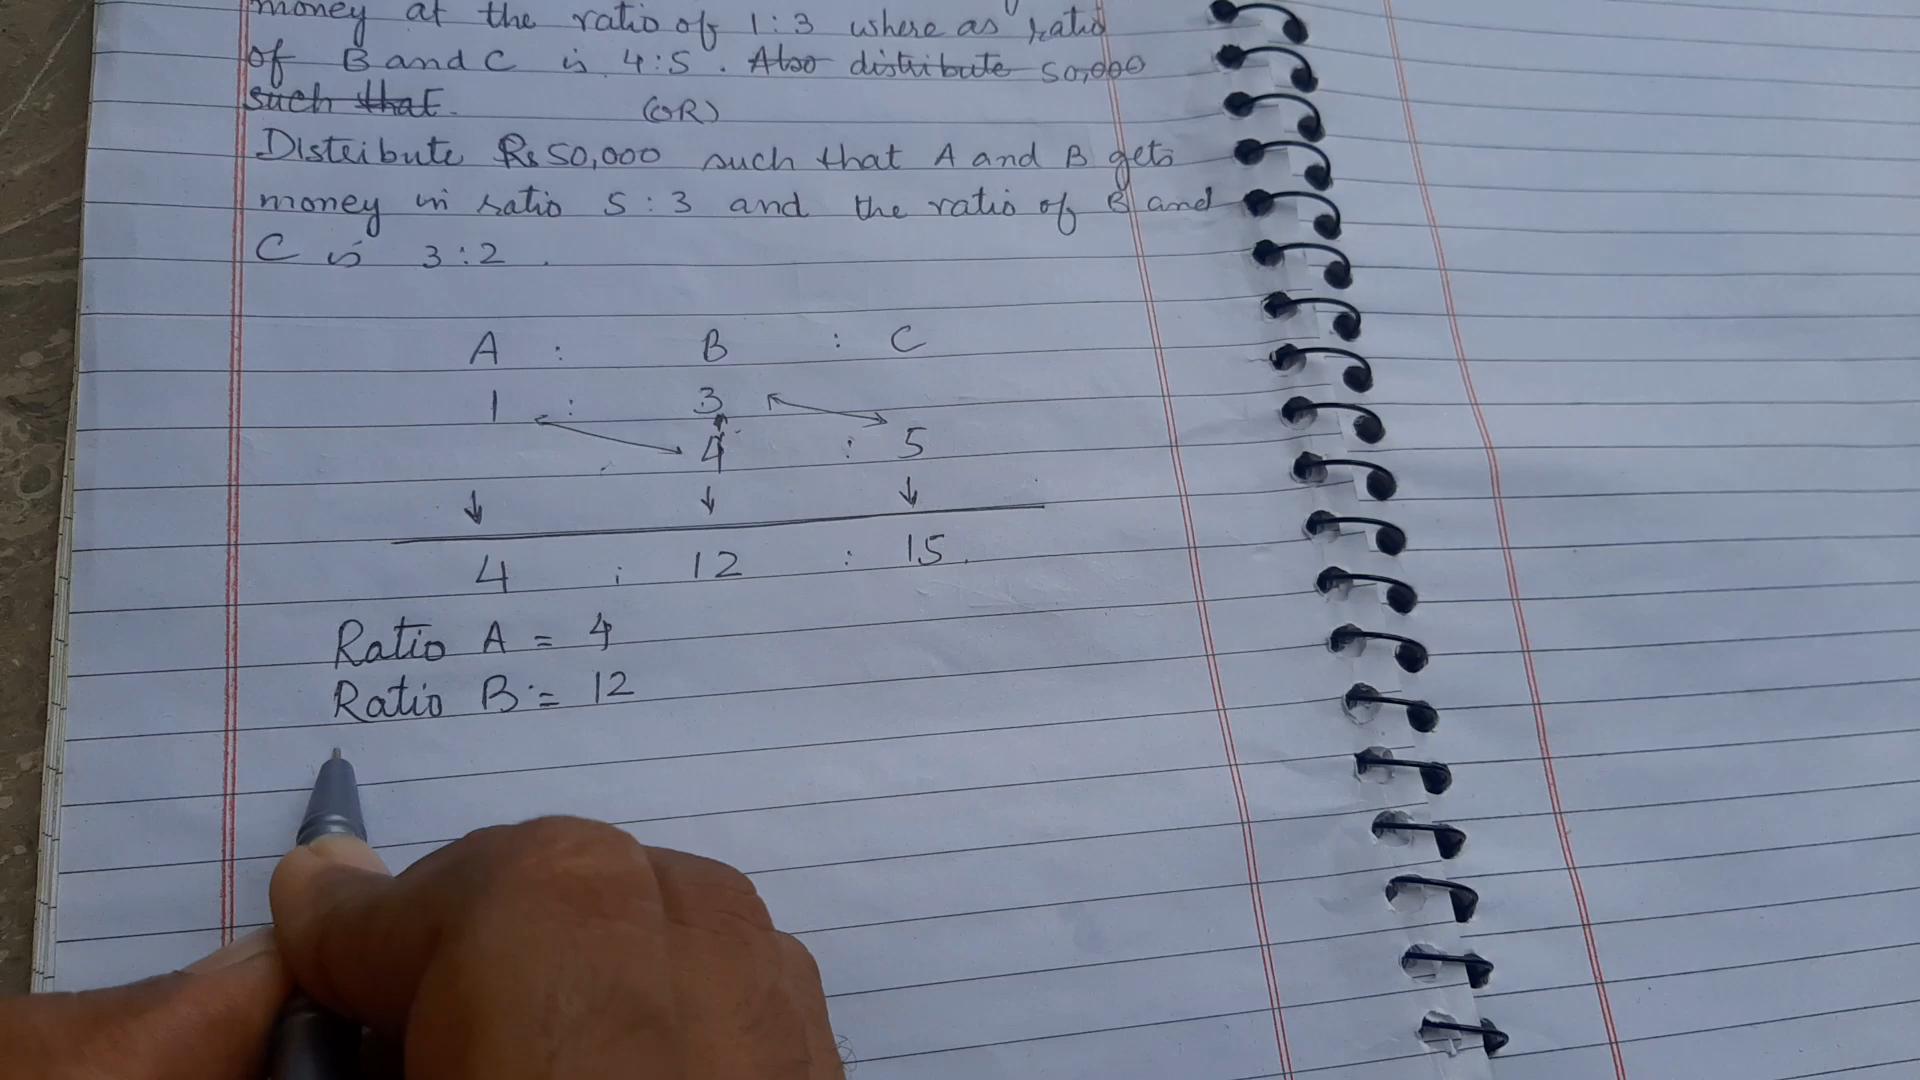 money at the ratio of 1:3 where as ratio
of B and C is 4:5. Also distribute 50,000
such that.
(OR)
Distribute Rs 50,000 such that A and B gets
money in ratio 5:3 and the ratio of B and
C is 3:2.
A : B : C
1 : 3
4 : 5
4 : 12 : 15.
Ratio A = 4
Ratio B = 12